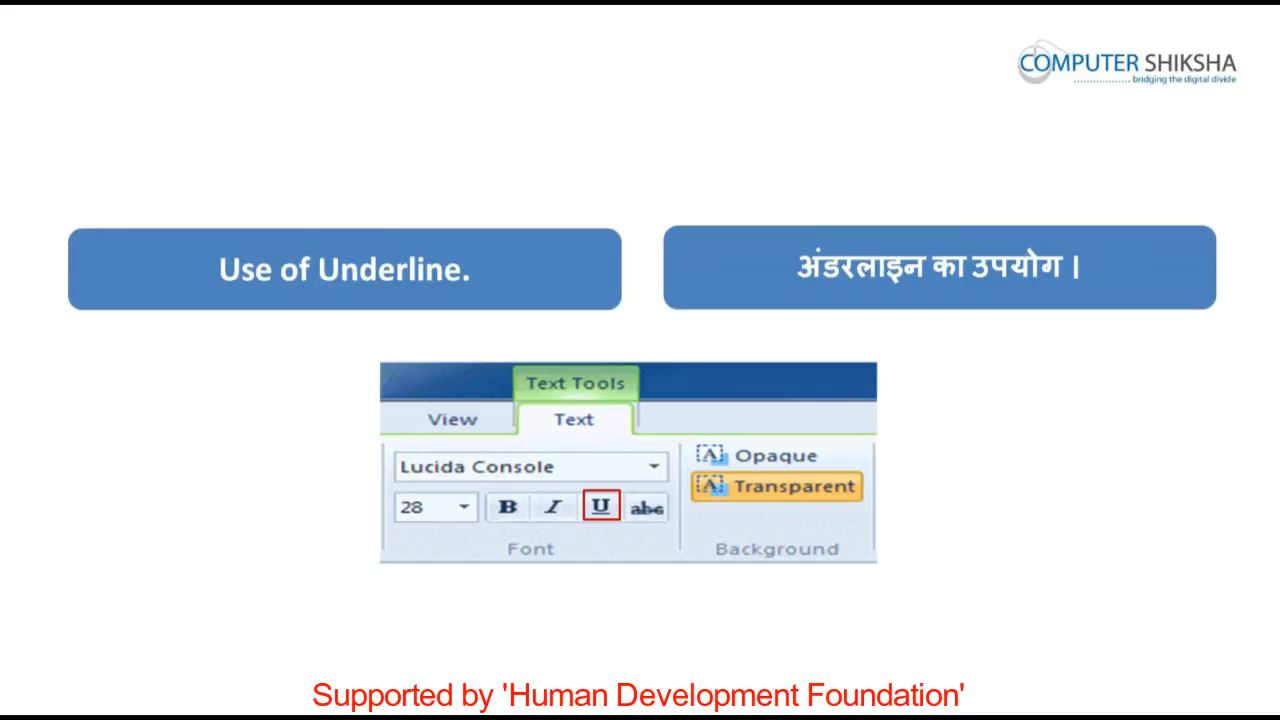 COMPUTER SHIKSHA
bridging the digital divide
Use of Underline.
अंडरलाइन का उपयोग ।
Text Tools
View Text
Lucida Console
Opaque
Transparent
28 B I U abc
Font Background
Supported by 'Human Development Foundation'